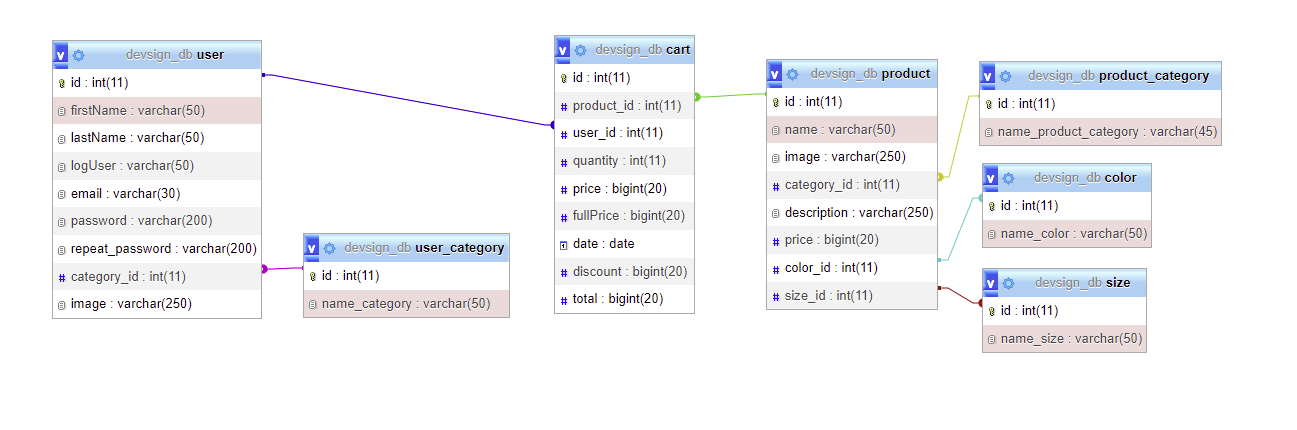 v devsign_db user
id : int(11)
firstName : varchar(50)
lastName : varchar(50)
logUser : varchar(50)
email : varchar(30)
password : varchar(200)
repeat_password : varchar(200)
# category_id : int(11)
image : varchar(250)
v devsign_db user_category
id : int(11)
name_category : varchar(50)
v devsign_db cart
id : int(11)
# product_id : int(11)
# user_id : int(11)
# quantity : int(11)
# price : bigint(20)
# fullPrice : bigint(20)
date : date
# discount : bigint(20)
# total : bigint(20)
v devsign_db product
id : int(11)
name : varchar(50)
image : varchar(250)
# category_id : int(11)
description : varchar(250)
# price : bigint(20)
# color_id : int(11)
# size_id : int(11)
v devsign_db product_category
id : int(11)
name_product_category : varchar(45)
v devsign_db color
id : int(11)
name_color : varchar(50)
v devsign_db size
id : int(11)
name_size : varchar(50)